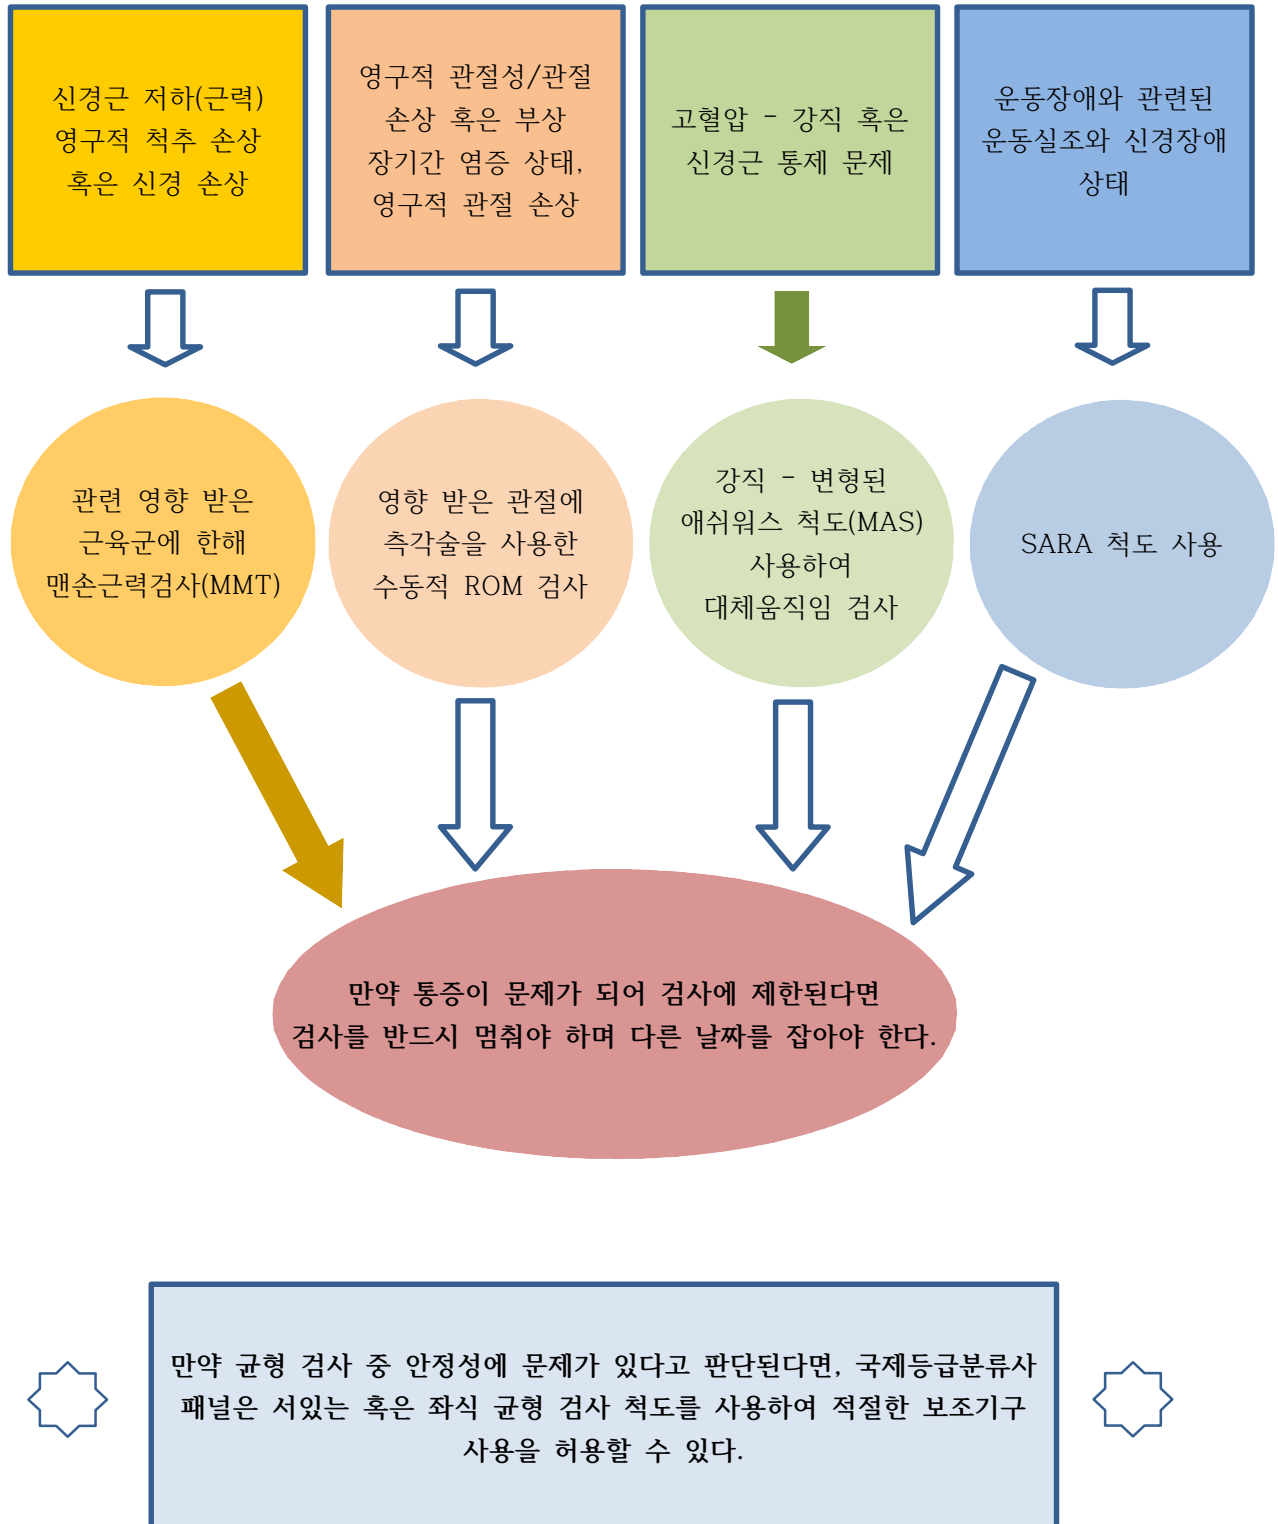 신경근 저하(근력)
영구적 척추 손상
혹은 신경 손상
영구적 관절성/관절
손상 혹은 부상
장기간 염증 상태,
영구적 관절 손상
고혈압 - 강직 혹은
신경근 통제 문제
운동장애와 관련된
운동실조와 신경장애
상태
관련 영향 받은
근육군에 한해
맨손근력검사(MMT)
영향 받은 관절에
측각술을 사용한
수동적 ROM 검사
강직 - 변형된
애쉬워스 척도(MAS)
사용하여
대체움직임 검사
SARA 척도 사용
만약 통증이 문제가 되어 검사에 제한된다면
검사를 반드시 멈춰야 하며 다른 날짜를 잡아야 한다.
만약 균형 검사 중 안정성에 문제가 있다고 판단된다면, 국제등급분류사
패널은 서있는 혹은 좌식 균형 검사 척도를 사용하여 적절한 보조기구
사용을 허용할 수 있다.